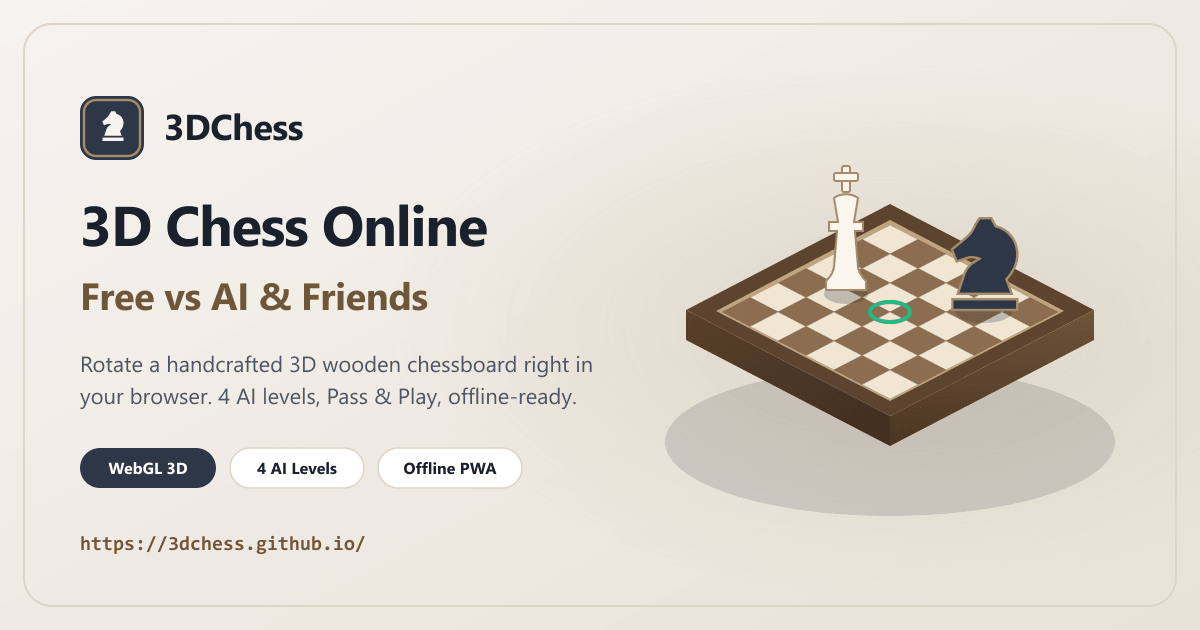 3DChess
3D Chess Online
Free vs AI & Friends
Rotate a handcrafted 3D wooden chessboard right in
your browser. 4 AI levels, Pass & Play, offline-ready.
WebGL 3D
4 AI Levels
Offline PWA
https://3dchess.github.io/